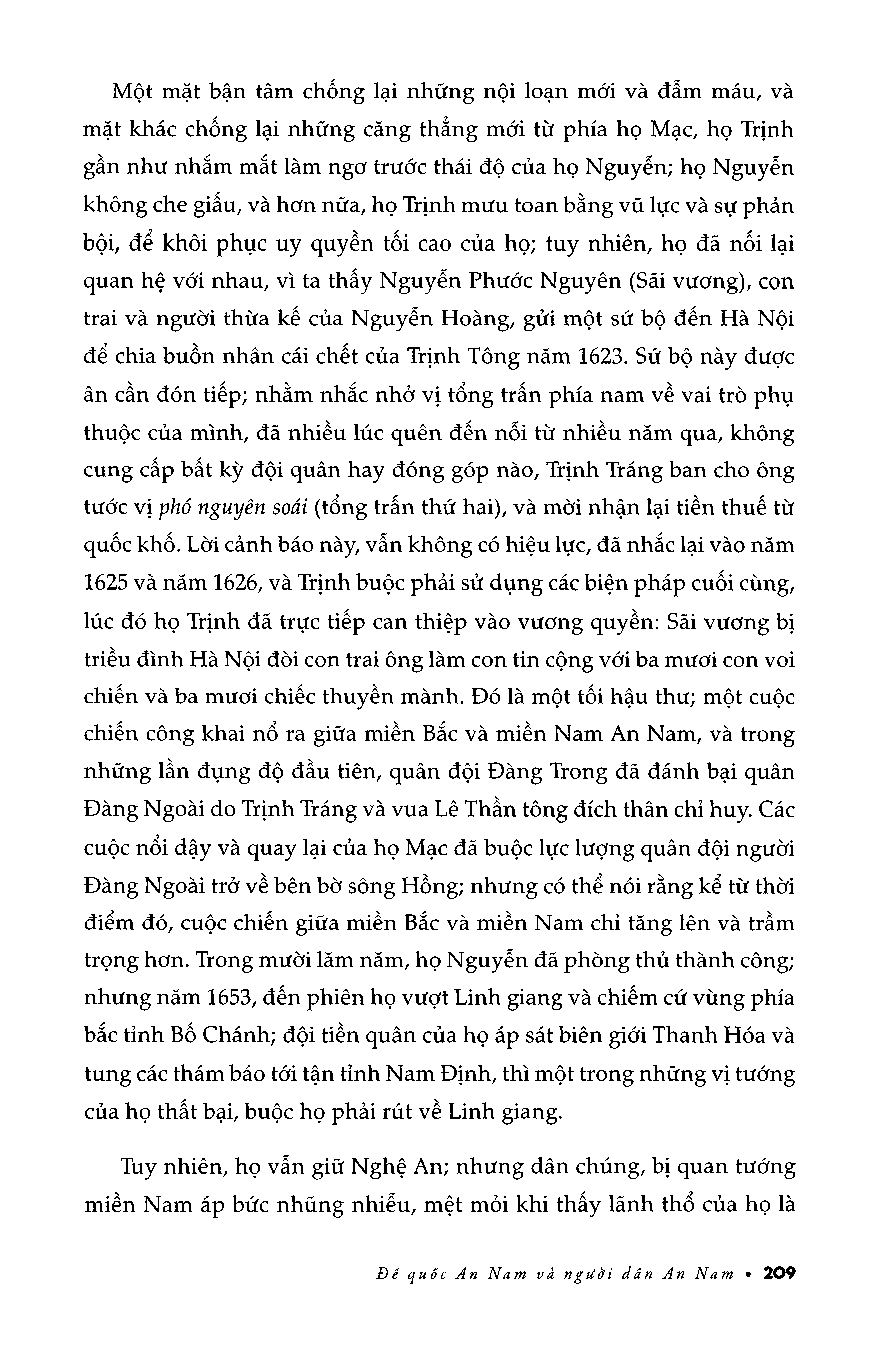 Một mặt bận tâm chống lại những nội loạn mới và đẫm máu, và
mặt khác chống lại những căng thẳng mới từ phía họ Mạc, họ Trịnh
gần như nhắm mắt làm ngơ trước thái độ của họ Nguyễn; họ Nguyễn
không che giấu, và hơn nữa, họ Trịnh mưu toan bằng vũ lực và sự phản
bội, để khôi phục uy quyền tối cao của họ; tuy nhiên, họ đã nối lại
quan hệ với nhau, vì ta thấy Nguyễn Phước Nguyên (Sãi vương), con
trai và người thừa kế của Nguyễn Hoàng, gửi một sứ bộ đến Hà Nội
để chia buồn nhân cái chết của Trịnh Tông năm 1623. Sứ bộ này được
ân cần đón tiếp; nhằm nhắc nhở vị tổng trấn phía nam về vai trò phụ
thuộc của mình, đã nhiều lúc quên đến nỗi từ nhiều năm qua, không
cung cấp bất kỳ đội quân hay đóng góp nào, Trịnh Tráng ban cho ông
tước vị phó nguyên soái (tổng trấn thứ hai), và mời nhận lại tiền thuế từ
quốc khố. Lời cảnh báo này, vẫn không có hiệu lực, đã nhắc lại vào năm
1625 và năm 1626, và Trịnh buộc phải sử dụng các biện pháp cuối cùng,
lúc đó họ Trịnh đã trực tiếp can thiệp vào vương quyền: Sãi vương bị
triều đình Hà Nội đòi con trai ông làm con tin cộng với ba mươi con voi
chiến và ba mươi chiếc thuyền mành. Đó là một tối hậu thư; một cuộc
chiến công khai nổ ra giữa miền Bắc và miền Nam An Nam, và trong
những lần đụng độ đầu tiên, quân đội Đàng Trong đã đánh bại quân
Đàng Ngoài do Trịnh Tráng và vua Lê Thần tông đích thân chỉ huy. Các
cuộc nổi dậy và quay lại của họ Mạc đã buộc lực lượng quân đội người
Đàng Ngoài trở về bên bờ sông Hồng; nhưng có thể nói rằng kể từ thời
điểm đó, cuộc chiến giữa miền Bắc và miền Nam chỉ tăng lên và trầm
trọng hơn. Trong mười lăm năm, họ Nguyễn đã phòng thủ thành công;
nhưng năm 1653, đến phiên họ vượt Linh giang và chiếm cứ vùng phía
bắc tỉnh Bố Chánh; đội tiền quân của họ áp sát biên giới Thanh Hóa và
tung các thám báo tới tận tỉnh Nam Định, thì một trong những vị tướng
của họ thất bại, buộc họ phải rút về Linh giang.
Tuy nhiên, họ vẫn giữ Nghệ An; nhưng dân chúng, bị quan tướng
miền Nam áp bức nhũng nhiễu, mệt mỏi khi thấy lãnh thổ của họ là
Đế quốc An Nam và người dân An Nam • 209